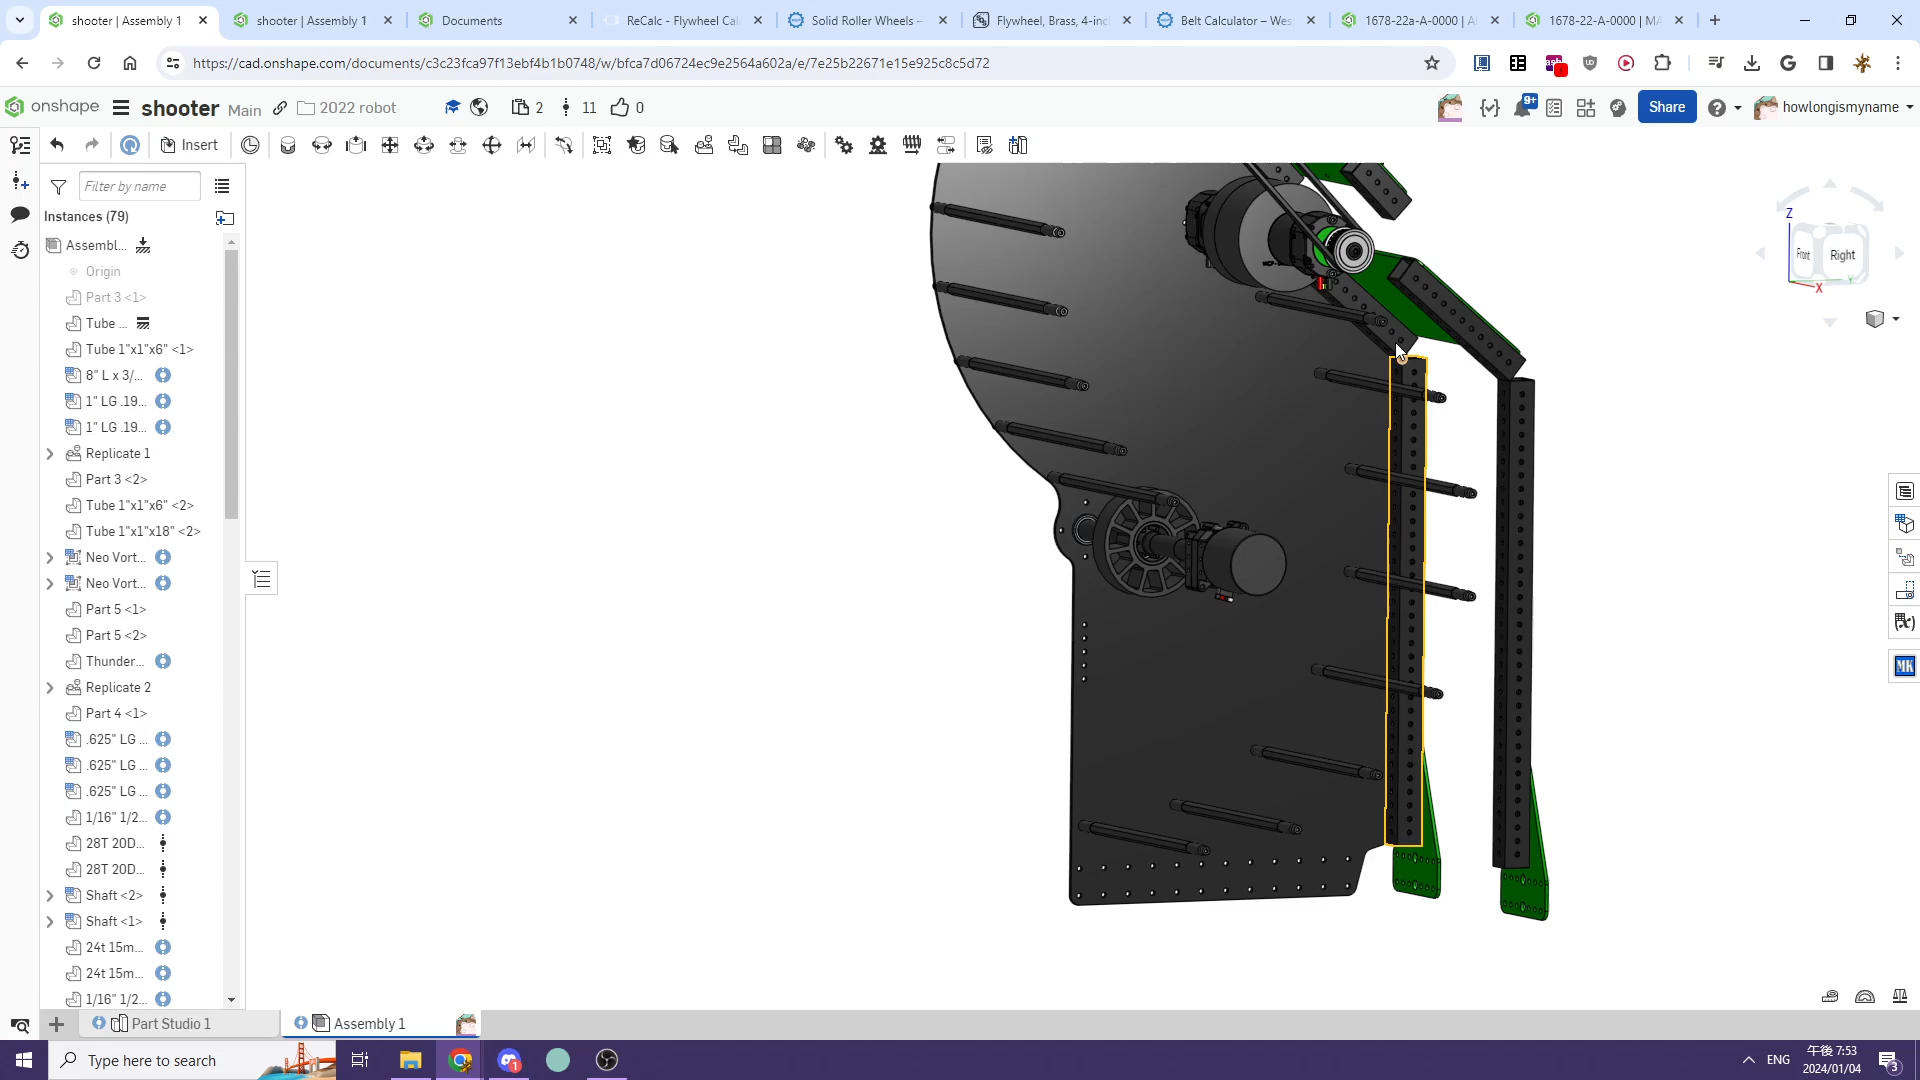 shooter | Assembly 1
shooter | Assembly 1
Documents
ReCalc - Flywheel Cal
Solid Roller Wheels –
Flywheel, Brass, 4-inc
Belt Calculator – Wes
1678-22a-A-0000 | A
1678-22-A-0000 | MA
https://cad.onshape.com/documents/c3c23fca97f13ebf4b1b0748/w/bfca7d06724ec9e2564a602a/e/7e25b22671e15e925c8c5d72
onshape
shooter Main
2022 robot
2
11
0
9+
Share
howlongismyname
Insert
Filter by name
Instances (79)
Assembl...
Origin
Part 3 <1>
Tube ...
Tube 1"x1"x6" <1>
8" L x 3/...
1" LG .19...
1" LG .19...
Replicate 1
Part 3 <2>
Tube 1"x1"x6" <2>
Tube 1"x1"x18" <2>
Neo Vort...
Neo Vort...
Part 5 <1>
Part 5 <2>
Thunder...
Replicate 2
Part 4 <1>
.625" LG ...
.625" LG ...
.625" LG ...
1/16" 1/2...
28T 20D...
28T 20D...
Shaft <2>
Shaft <1>
24t 15m...
24t 15m...
1/16" 1/2...
Z
Front
Right
Y
X
MK
Part Studio 1
Assembly 1
Type here to search
1
ENG
午後 7:53
2024/01/04
3